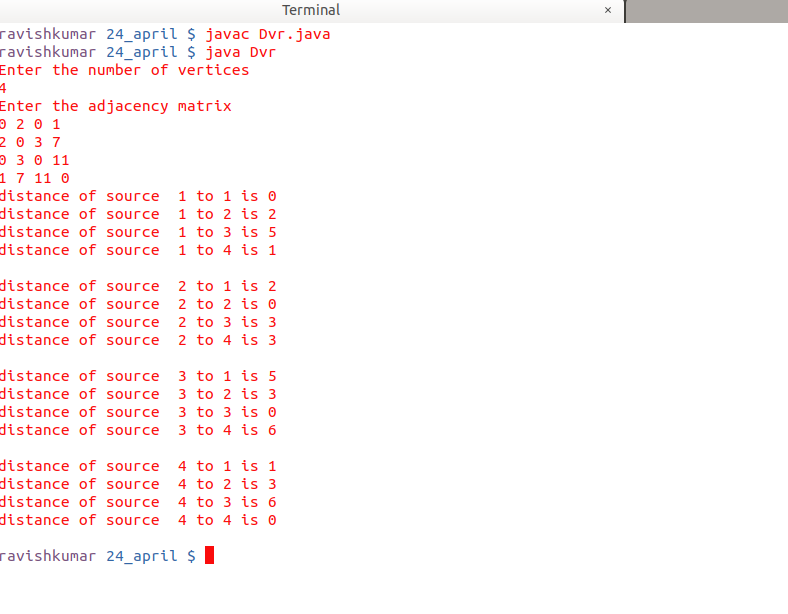 Terminal ×
ravishkumar 24_april $ javac Dvr.java
ravishkumar 24_april $ java Dvr
Enter the number of vertices
4
Enter the adjacency matrix
0 2 0 1
2 0 3 7
0 3 0 11
1 7 11 0
distance of source  1 to 1 is 0
distance of source  1 to 2 is 2
distance of source  1 to 3 is 5
distance of source  1 to 4 is 1

distance of source  2 to 1 is 2
distance of source  2 to 2 is 0
distance of source  2 to 3 is 3
distance of source  2 to 4 is 3

distance of source  3 to 1 is 5
distance of source  3 to 2 is 3
distance of source  3 to 3 is 0
distance of source  3 to 4 is 6

distance of source  4 to 1 is 1
distance of source  4 to 2 is 3
distance of source  4 to 3 is 6
distance of source  4 to 4 is 0

ravishkumar 24_april $